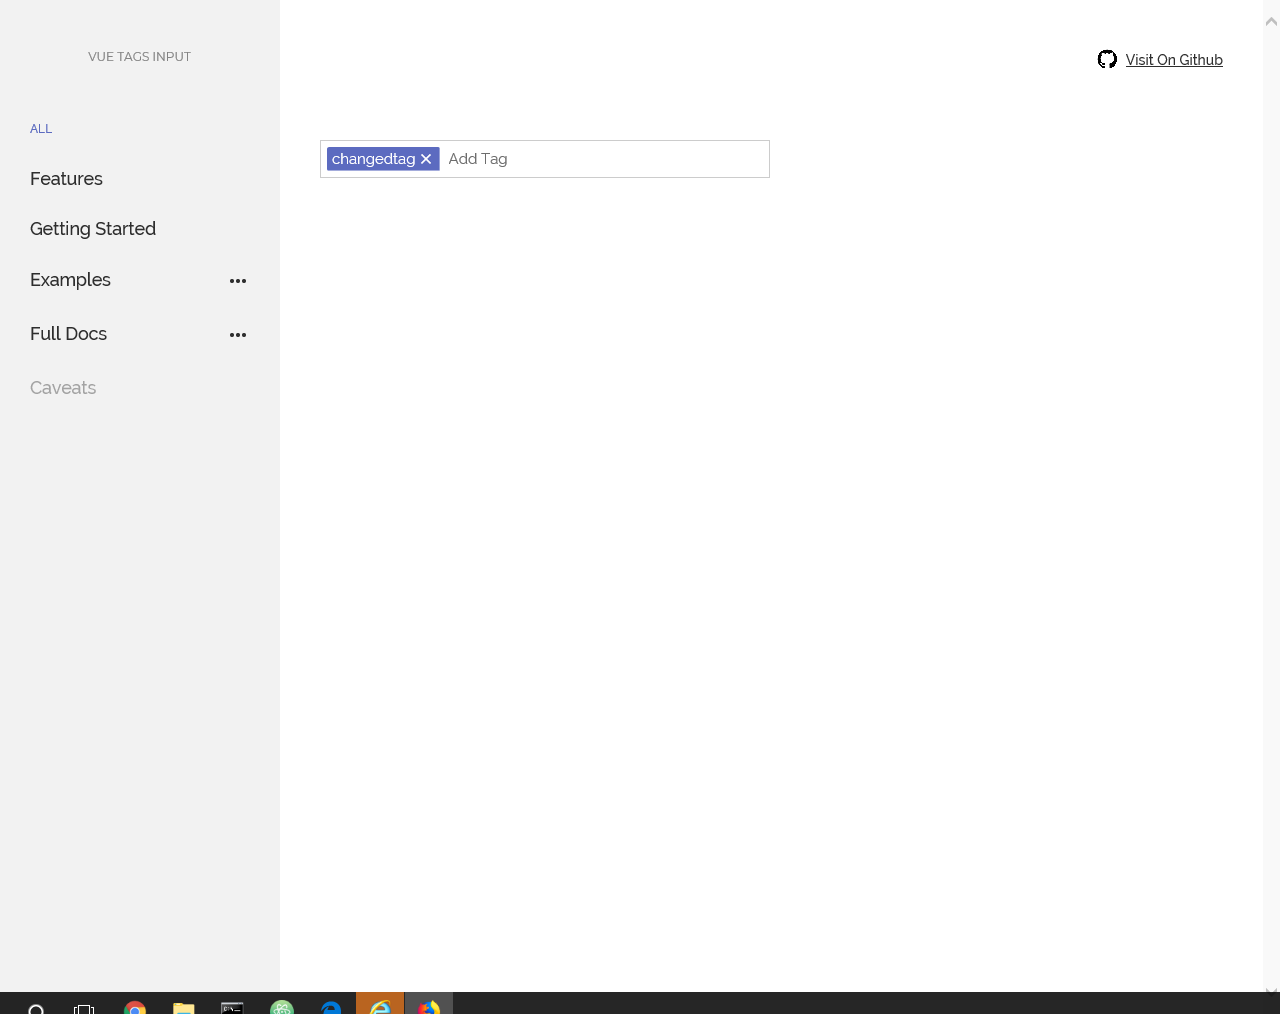 VUE TAGS INPUT
Visit On Github
ALL
changedtag Add Tag
Features
Getting Started
Examples
Full Docs
Caveats